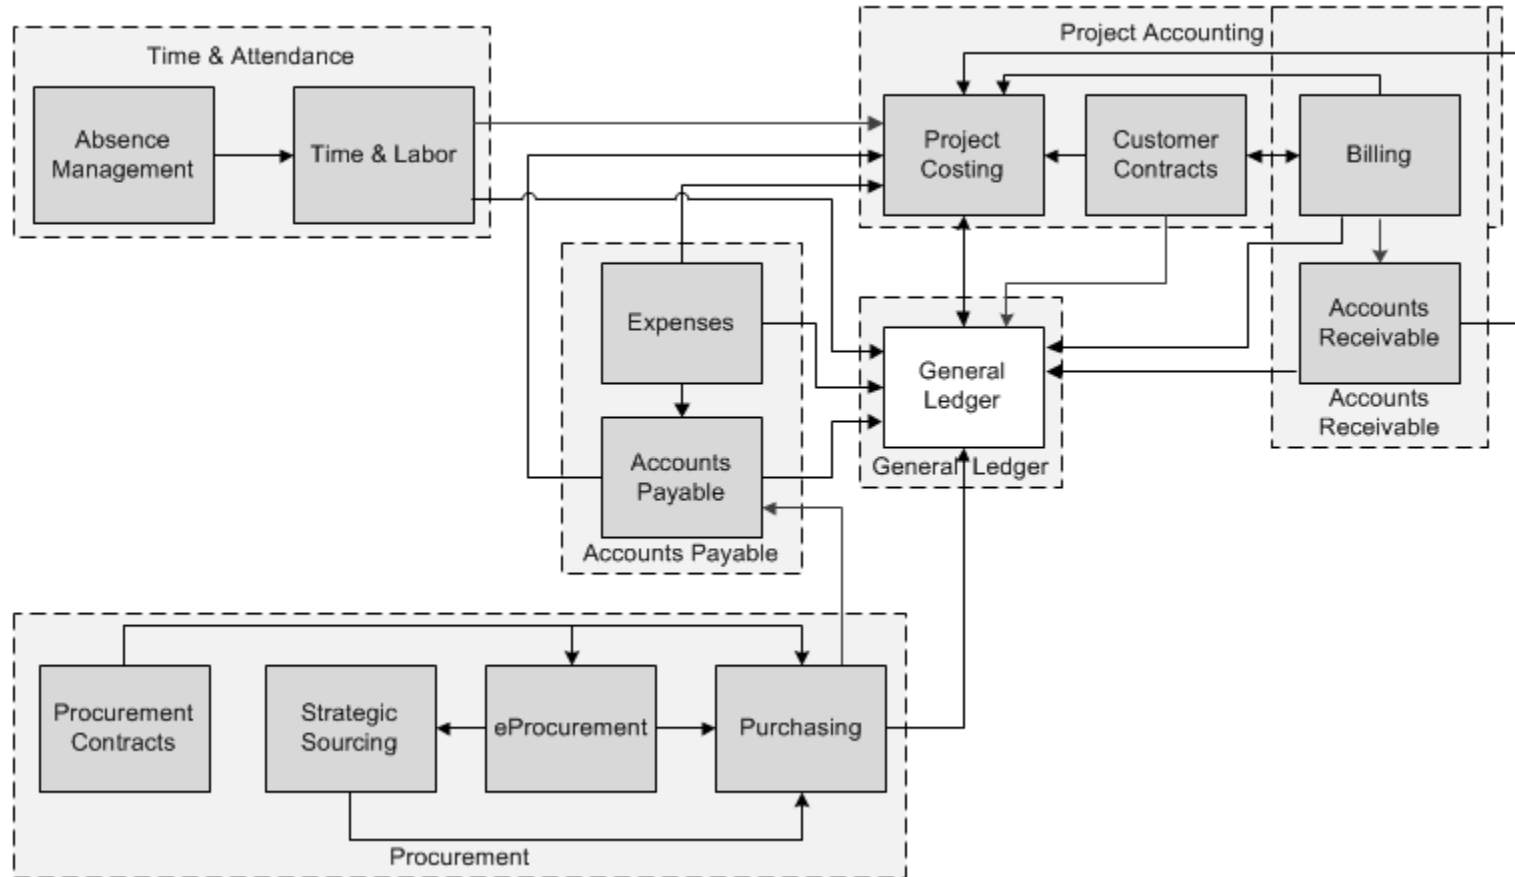 Time & Attendance
Absence
Management
Time & Labor
Project Accounting
Project
Costing
Customer
Contracts
Billing
Expenses
General
Ledger
General Ledger
Accounts
Receivable
Accounts
Receivable
Accounts
Payable
Accounts Payable
Procurement
Contracts
Strategic
Sourcing
eProcurement
Purchasing
Procurement